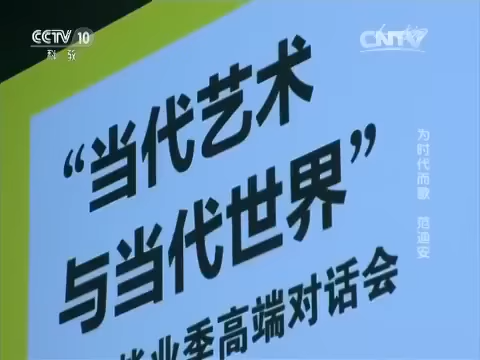 CCTV 10
科教
CNTV
“当代艺术
与当代世界”
毕业季高端对话会
为时代而歌 范迪安